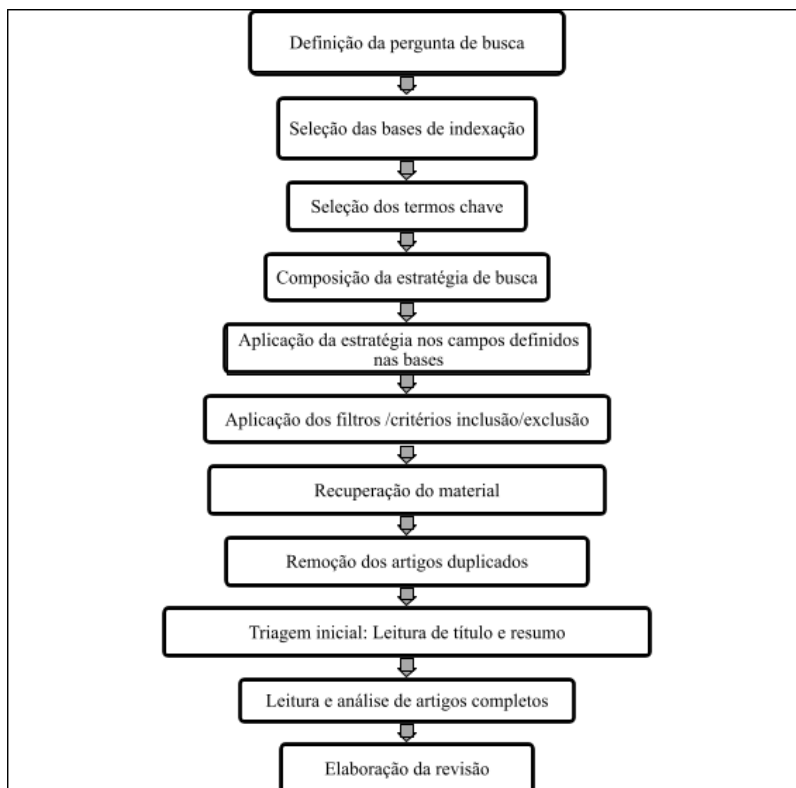 Definição da pergunta de busca
Seleção das bases de indexação
Seleção dos termos chave
Composição da estratégia de busca
Aplicação da estratégia nos campos definidos
nas bases
Aplicação dos filtros /critérios inclusão/exclusão
Recuperação do material
Remoção dos artigos duplicados
Triagem inicial: Leitura de título e resumo
Leitura e análise de artigos completos
Elaboração da revisão